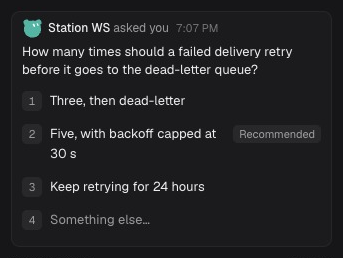 Station WS asked you 7:07 PM
How many times should a failed delivery retry
before it goes to the dead-letter queue?
1 Three, then dead-letter
2 Five, with backoff capped at Recommended
30 s
3 Keep retrying for 24 hours
4 Something else...